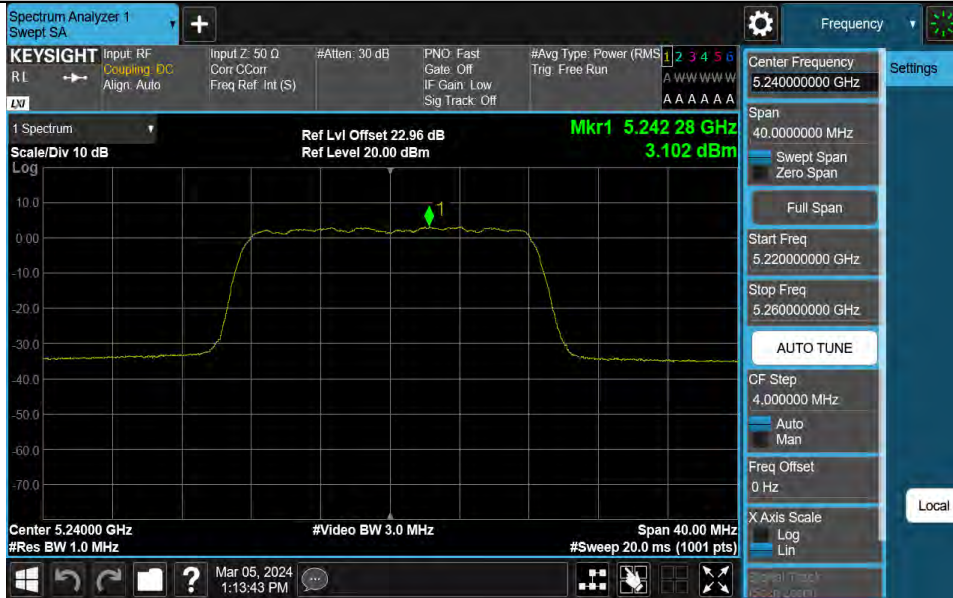 Spectrum Analyzer 1
Swept SA
+
Frequency
KEYSIGHT
RL
LXI
Input: RF
Coupling: DC
Align: Auto
Input Z: 50 Ω
Corr CCorr
Freq Ref: Int (S)
#Atten: 30 dB
PNO: Fast
Gate: Off
IF Gain: Low
Sig Track: Off
#Avg Type: Power (RMS
Trig: Free Run
1 2 3 4 5 6
A W W W W W
A A A A A A
1 Spectrum
Scale/Div 10 dB
Log
Ref Lvl Offset 22.96 dB
Ref Level 20.00 dBm
Mkr1 5.242 28 GHz
3.102 dBm
10.0
0.00
-10.0
-20.0
-30.0
-40.0
-50.0
-60.0
-70.0
1
Center 5.24000 GHz
#Res BW 1.0 MHz
#Video BW 3.0 MHz
Span 40.00 MHz
#Sweep 20.0 ms (1001 pts)
Mar 05, 2024
1:13:43 PM
?
Center Frequency
5.240000000 GHz
Settings
Span
40.0000000 MHz
Swept Span
Zero Span
Full Span
Start Freq
5.220000000 GHz
Stop Freq
5.260000000 GHz
AUTO TUNE
CF Step
4.000000 MHz
Auto
Man
Freq Offset
0 Hz
Local
X Axis Scale
Log
Lin
Signal Track
(Span Zoom)